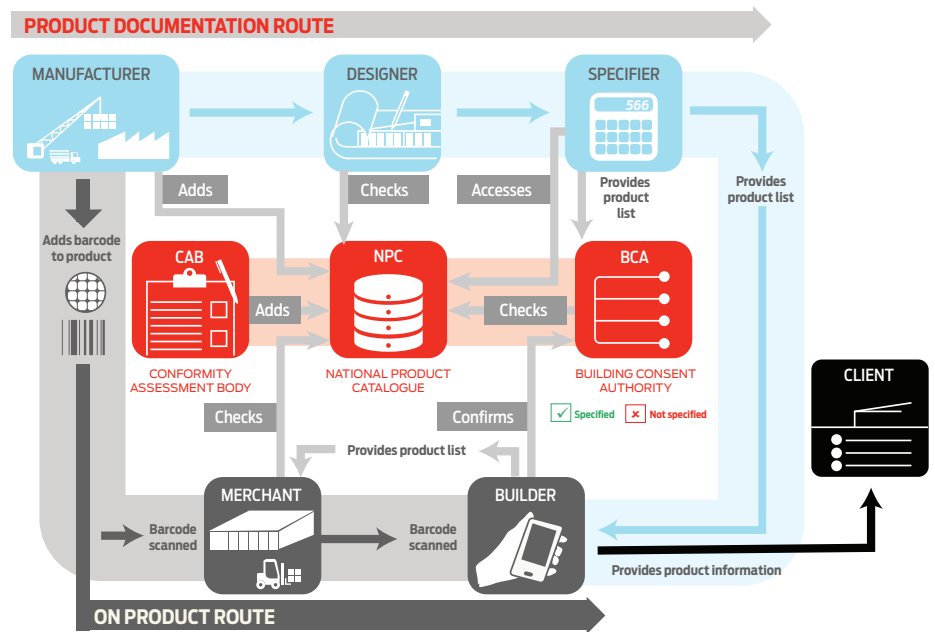 PRODUCT DOCUMENTATION ROUTE
MANUFACTURER
DESIGNER
SPECIFIER
566
Adds
Checks
Accesses
Provides
product
list
Provides
product list
Adds barcode
to product
CAB
NPC
BCA
Adds
Checks
CONFORMITY
ASSESSMENT BODY
NATIONAL PRODUCT
CATALOGUE
BUILDING CONSENT
AUTHORITY
CLIENT
Checks
Confirms
Specified
Not specified
Provides product list
MERCHANT
BUILDER
Barcode
scanned
Barcode
scanned
Provides product information
ON PRODUCT ROUTE